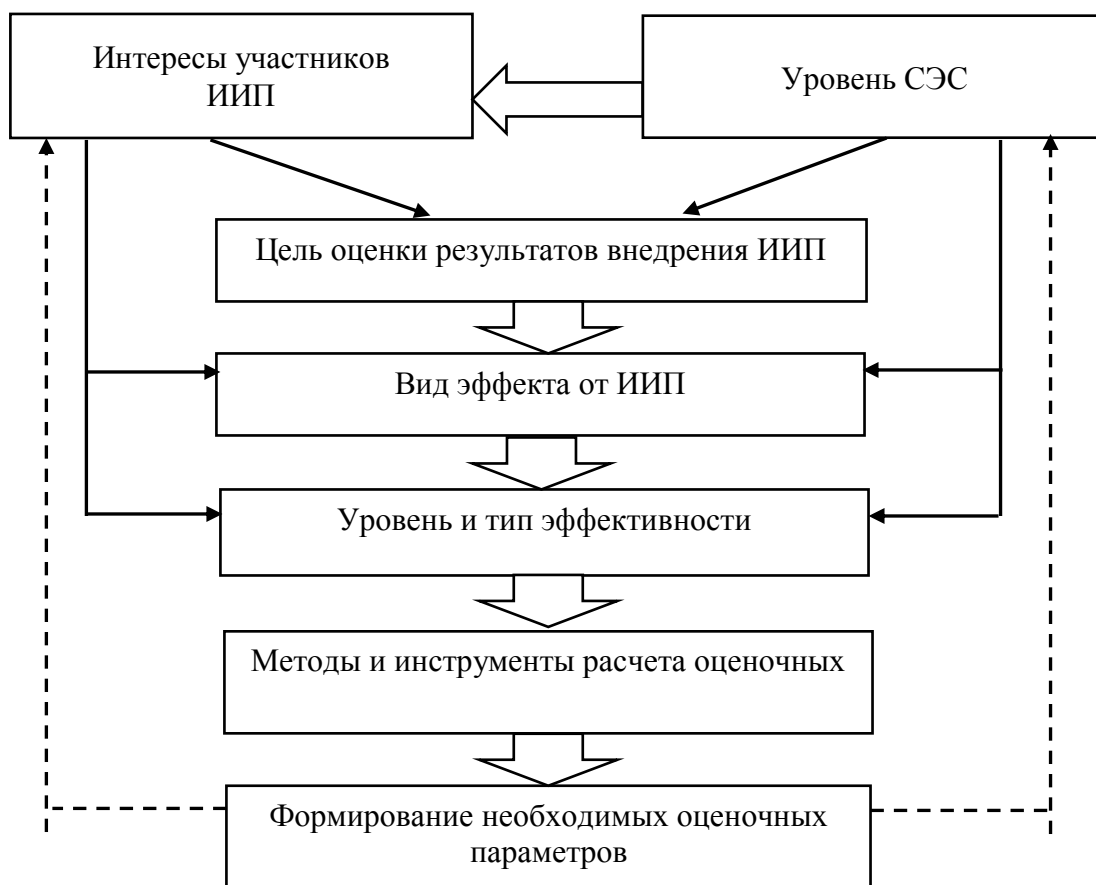 Интересы участников
ИИП
Уровень СЭС
Цель оценки результатов внедрения ИИП
Вид эффекта от ИИП
Уровень и тип эффективности
Методы и инструменты расчета оценочных
Формирование необходимых оценочных
параметров